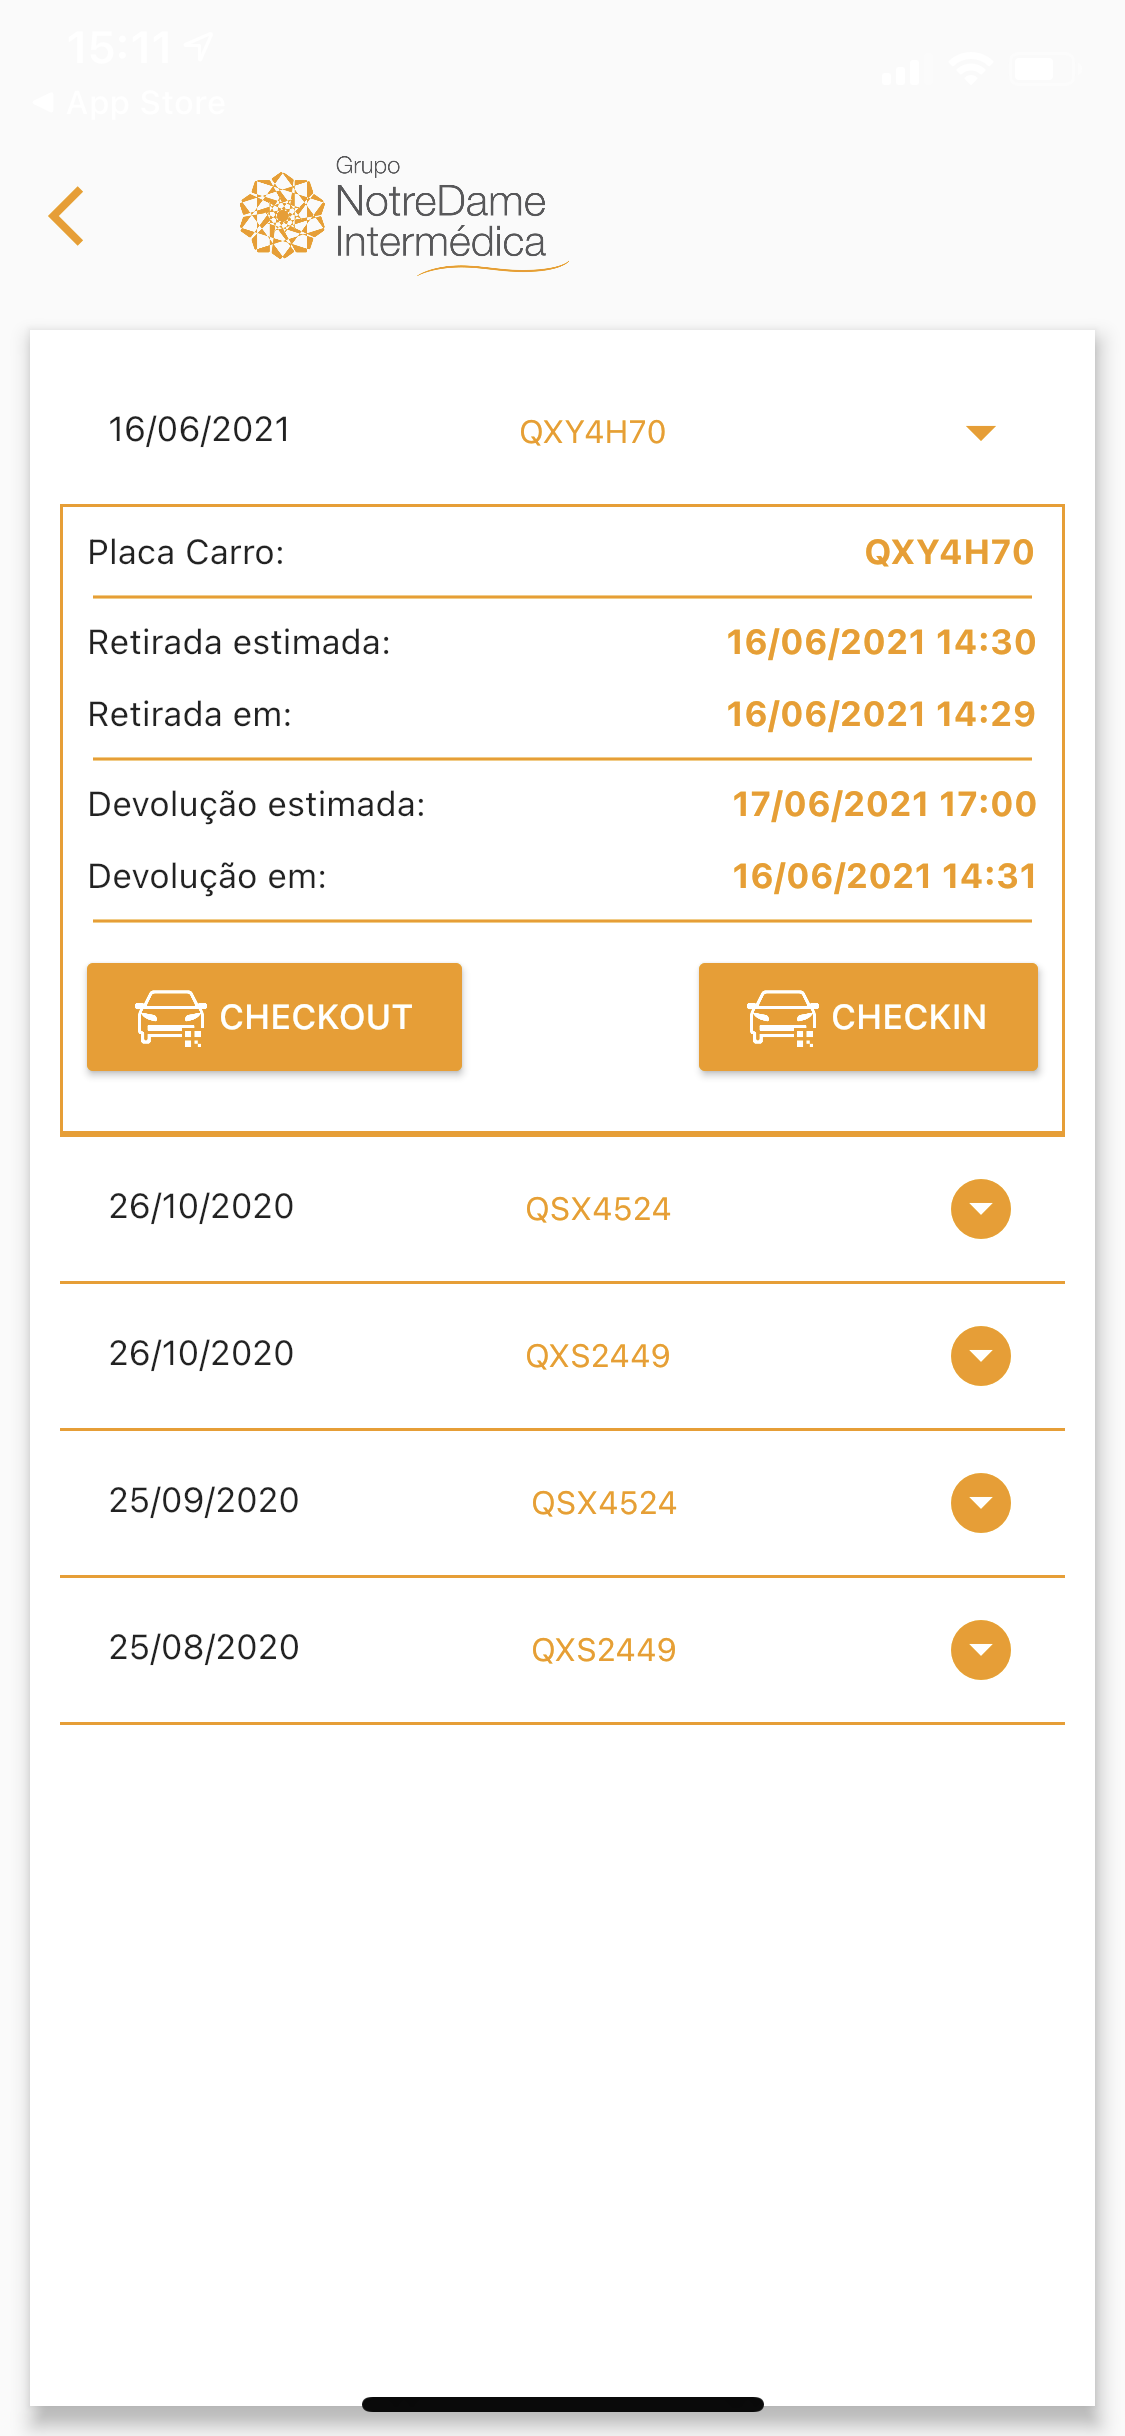 15:11
App Store
Grupo
NotreDame
Intermédica
16/06/2021 QXY4H70
Placa Carro: QXY4H70
Retirada estimada: 16/06/2021 14:30
Retirada em: 16/06/2021 14:29
Devolução estimada: 17/06/2021 17:00
Devolução em: 16/06/2021 14:31
CHECKOUT CHECKIN
26/10/2020 QSX4524
26/10/2020 QXS2449
25/09/2020 QSX4524
25/08/2020 QXS2449